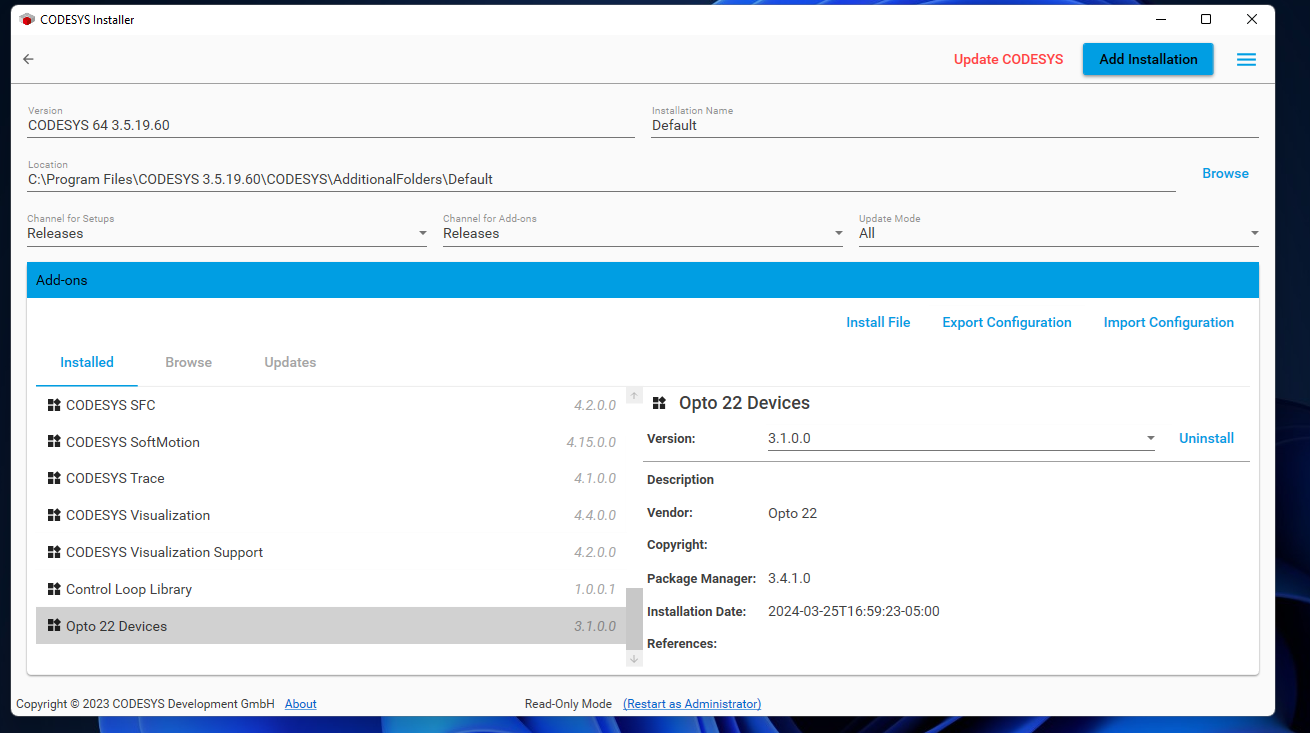 CODESYS Installer
Update CODESYS Add Installation
Version Installation Name
CODESYS 64 3.5.19.60 Default
Location
C:\Program Files\CODESYS 3.5.19.60\CODESYS\AdditionalFolders\Default Browse
Channel for Setups Channel for Add-ons Update Mode
Releases Releases All
Add-ons
Install File Export Configuration Import Configuration
Installed Browse Updates
CODESYS SFC 4.2.0.0
CODESYS SoftMotion 4.15.0.0
CODESYS Trace 4.1.0.0
CODESYS Visualization 4.4.0.0
CODESYS Visualization Support 4.2.0.0
Control Loop Library 1.0.0.1
Opto 22 Devices 3.1.0.0
Opto 22 Devices
Version: 3.1.0.0 Uninstall
Description
Vendor: Opto 22
Copyright:
Package Manager: 3.4.1.0
Installation Date: 2024-03-25T16:59:23-05:00
References:
Copyright © 2023 CODESYS Development GmbH About Read-Only Mode (Restart as Administrator)